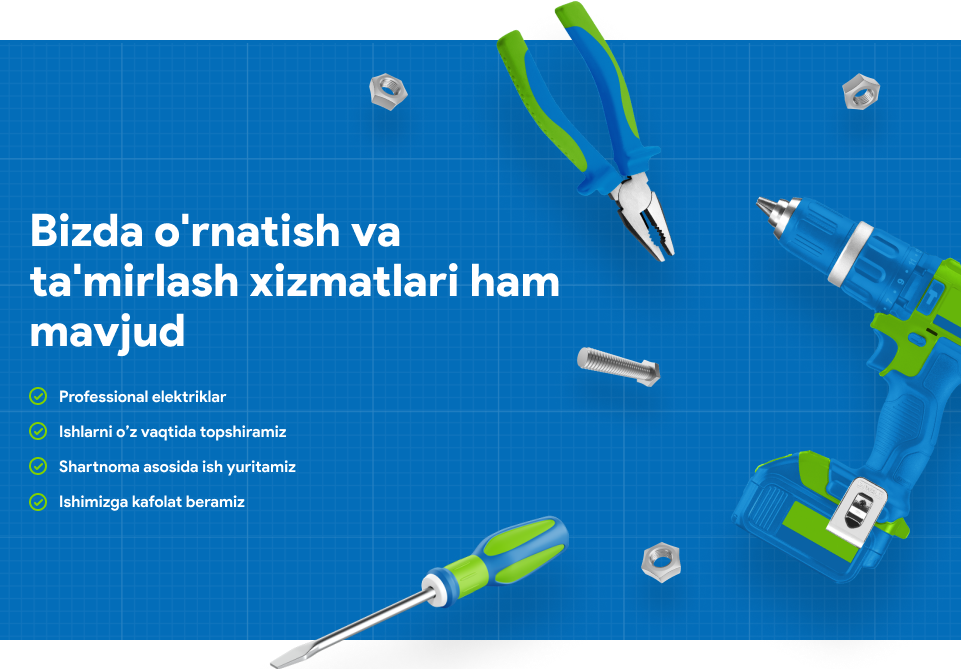 Bizda o'rnatish va
ta'mirlash xizmatlari ham
mavjud
Professional elektriklar
Ishlarni o’z vaqtida topshiramiz
Shartnoma asosida ish yuritamiz
Ishimizga kafolat beramiz